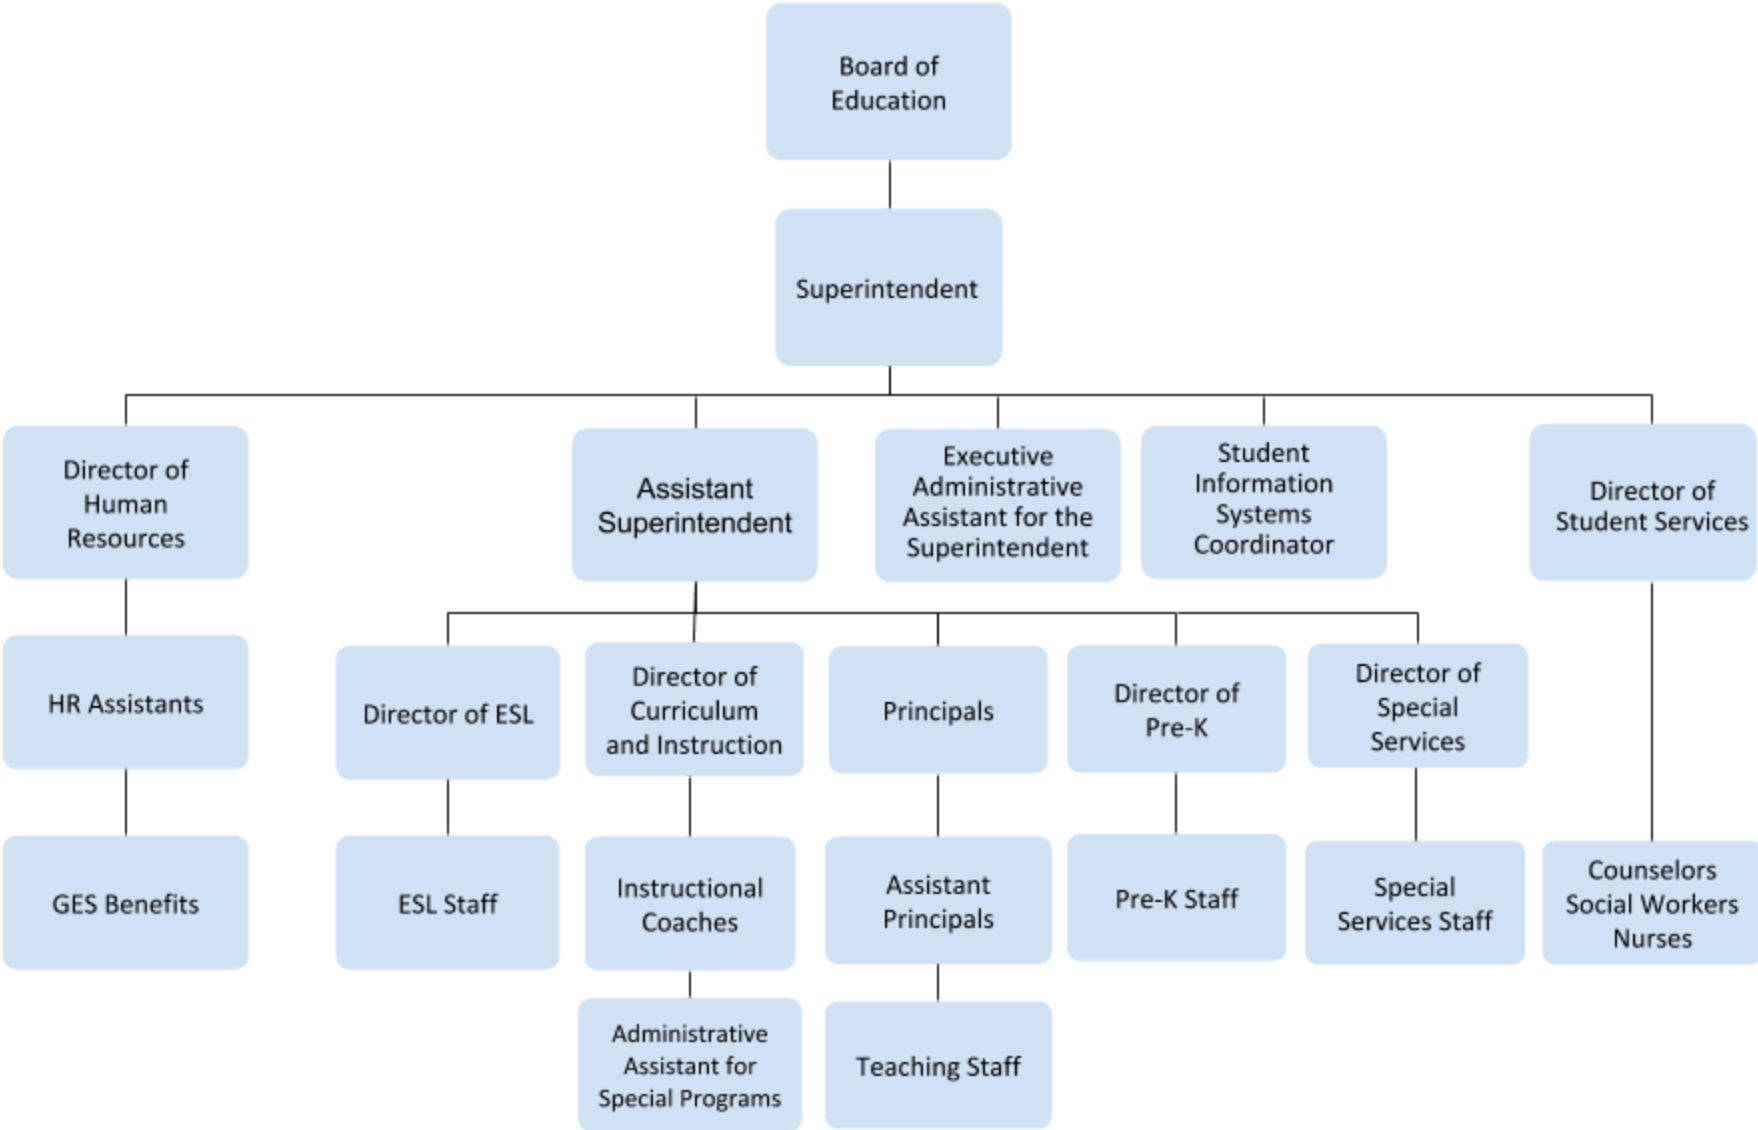 Board of
Education
Superintendent
Director of
Human
Resources
Assistant
Superintendent
Executive
Administrative
Assistant for the
Superintendent
Student
Information
Systems
Coordinator
Director of
Student Services
HR Assistants
Director of ESL
Director of
Curriculum
and Instruction
Principals
Director of
Pre-K
Director of
Special
Services
GES Benefits
ESL Staff
Instructional
Coaches
Assistant
Principals
Pre-K Staff
Special
Services Staff
Counselors
Social Workers
Nurses
Administrative
Assistant for
Special Programs
Teaching Staff